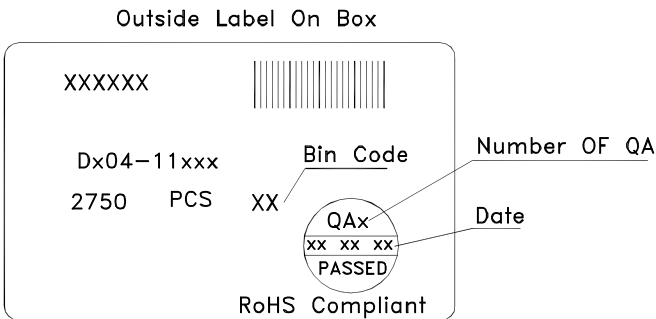 Outside Label On Box
XXXXXX
Dx04-11xxx
Bin Code
Number OF QA
2750 PCS XX
QAx
Date
xx xx xx
PASSED
RoHS Compliant